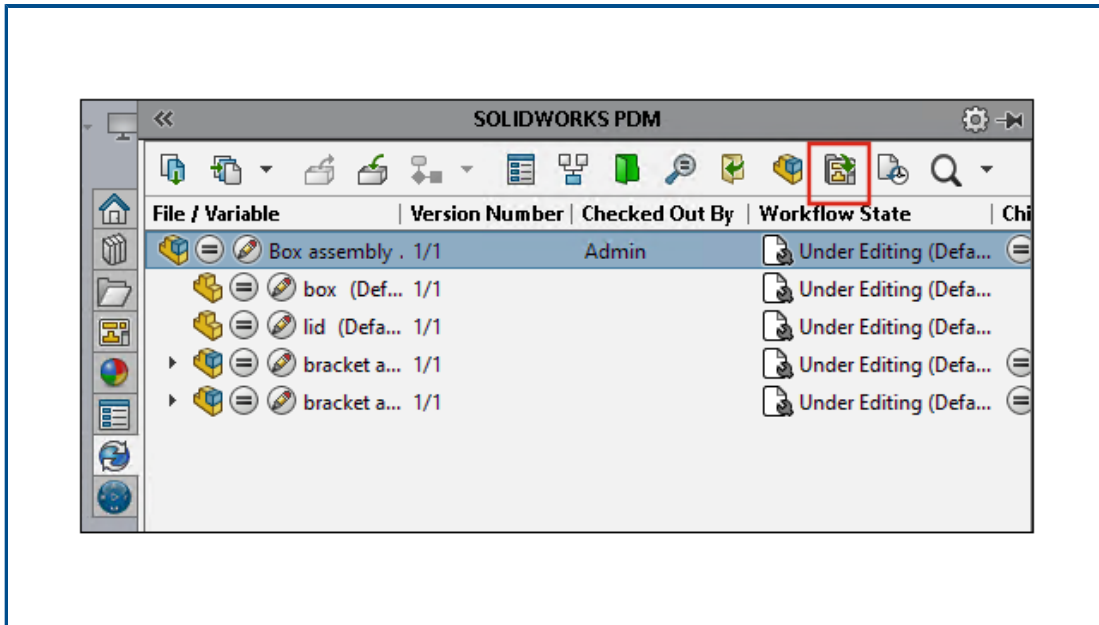 SOLIDWORKS PDM
File / Variable Version Number Checked Out By Workflow State Chi
Box assembly . 1/1 Admin Under Editing (Defa...
box (Def... 1/1 Under Editing (Defa...
lid (Defa... 1/1 Under Editing (Defa...
bracket a... 1/1 Under Editing (Defa...
bracket a... 1/1 Under Editing (Defa...